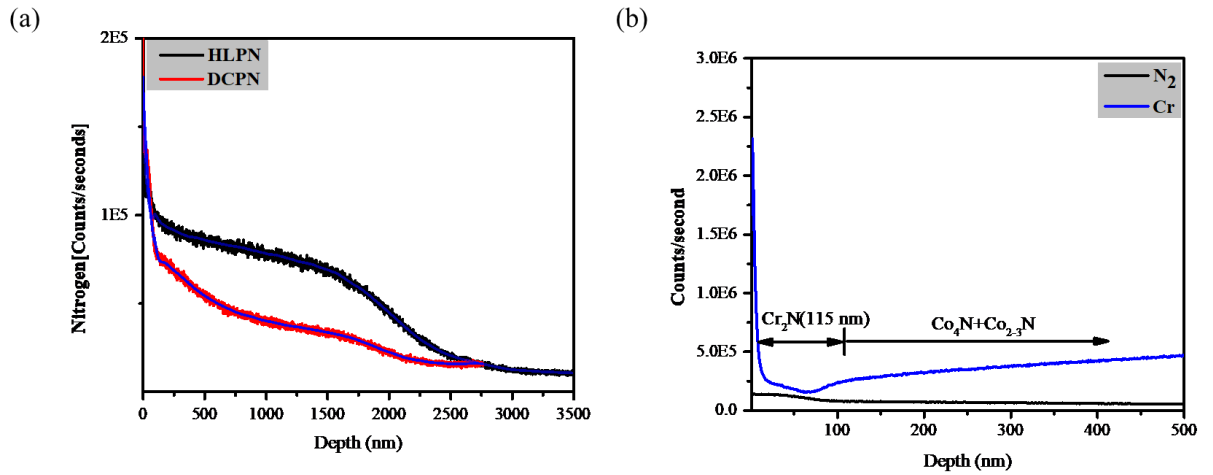 (a)
2E5
1E5
0
500
1000
1500
2000
2500
3000
3500
Nitrogen[Counts/seconds]
Depth (nm)
HLPN
DCPN
(b)
3.0E6
2.5E6
2.0E6
1.5E6
1.0E6
5.0E5
0.0
100
200
300
400
500
Counts/second
Depth (nm)
N₂
Cr
Cr₂N(115 nm)
Co₄N+Co₂₋₃N